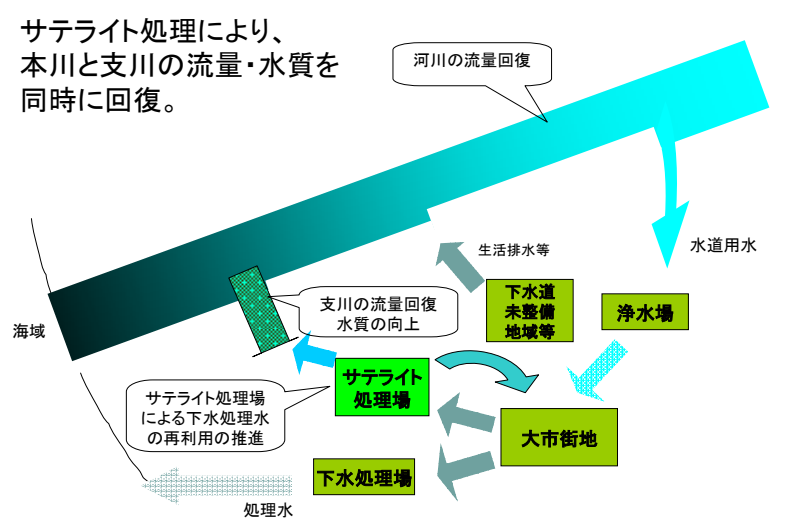 サテライト処理により、
本川と支川の流量・水質を
同時に回復。
河川の流量回復
水道用水
生活排水等
下水道
未整備
地域等
浄水場
海域
支川の流量回復
水質の向上
サテライト
処理場
サテライト処理場
による下水処理水
の再利用の推進
大市街地
下水処理場
処理水